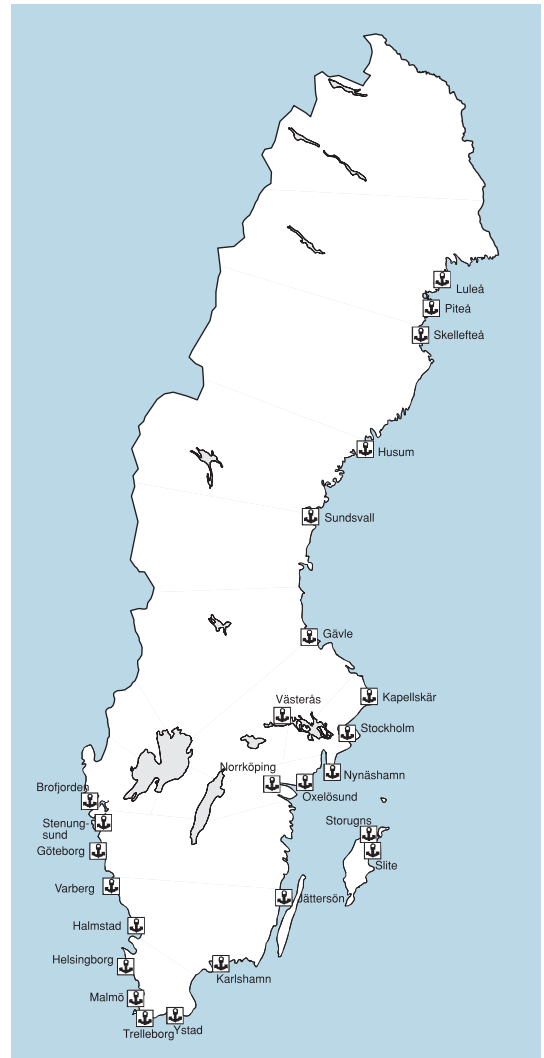 Luleå
Piteå
Skellefteå
Husum
Sundsvall
Gävle
Kapellskär
Västerås
Stockholm
Norrköping
Nynäshamn
Oxelösund
Brofjorden
Storugns
Stenung-
sund
Göteborg
Slite
Varberg
Jättersön
Halmstad
Helsingborg
Karlshamn
Malmö
Trelleborg
Ystad